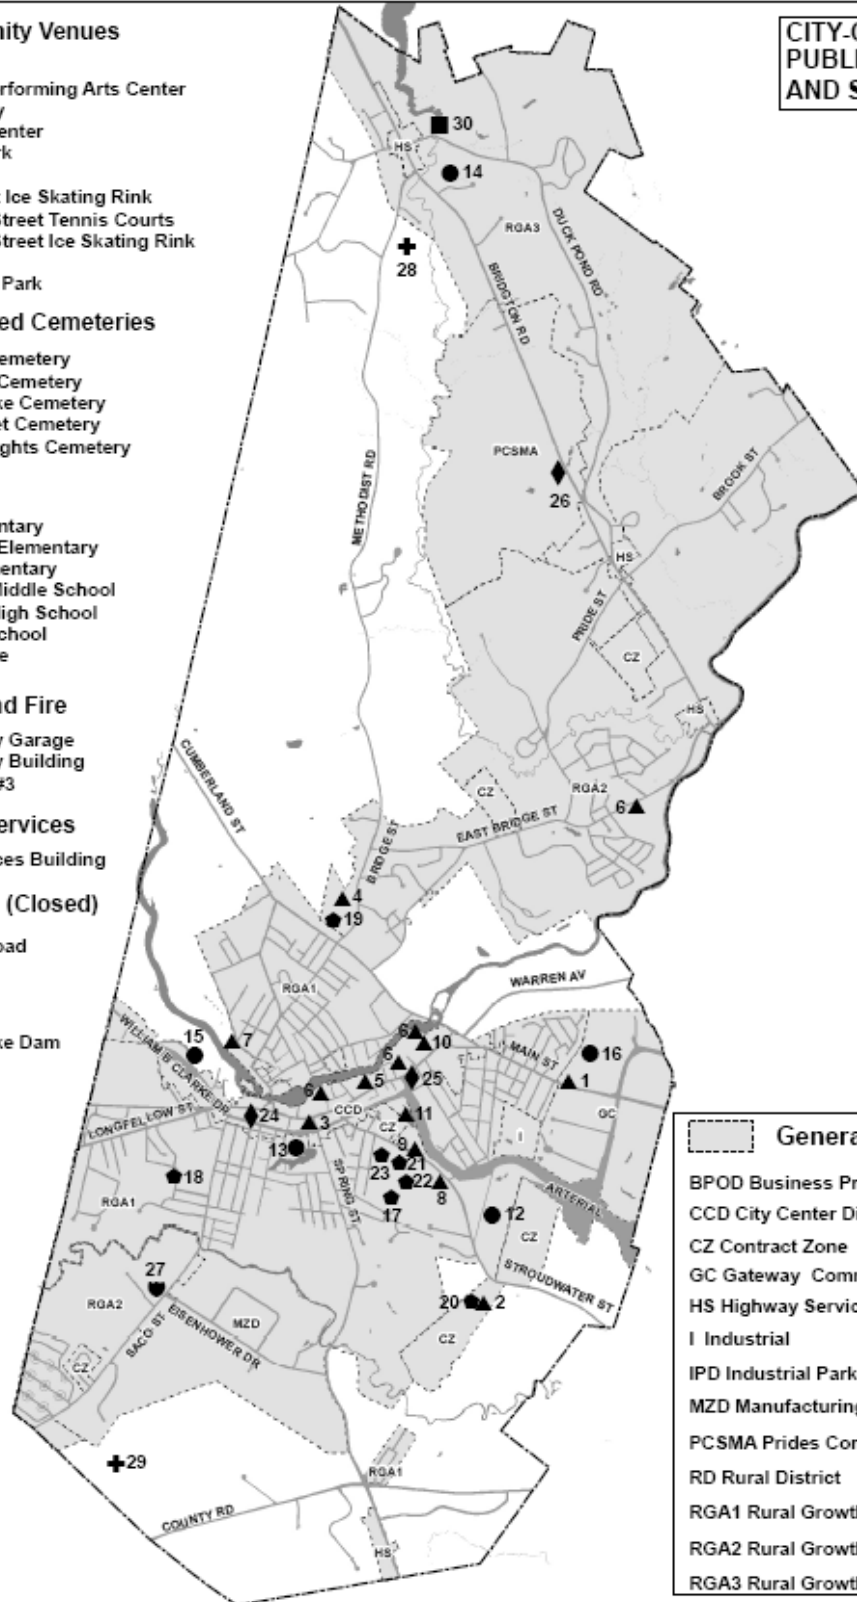 ity Venues
rforming Arts Center
y
enter
rk
t Ice Skating Rink
Street Tennis Courts
Street Ice Skating Rink
Park
ed Cemeteries
emetery
Cemetery
ke Cemetery
et Cemetery
ghts Cemetery
ntary
Elementary
entary
Middle School
High School
chool
e
nd Fire
y Garage
y Building
#3
ervices
ces Building
(Closed)
oad
ke Dam
CITY-O
PUBLI
AND S
30
HS
14
RGA3
DUCK POND RD
28
BRIDGTON RD
METHODIST RD
PCSMA
26
BROOK ST
HS
PRIDE ST
CZ
HS
CUMBERLAND ST
CZ
RGA2
6
EAST BRIDGE ST
BRIDGE ST
4
19
RGA1
WARREN AV
15
7
6
10
MAIN ST
16
WILLIAM B CLARKE DR
6
5
25
1
6
GC
LONGFELLOW ST
24
3
CCD
11
CZ
I
13
9
23
21
18
SPRING ST
22
8
ARTERIAL
RGA1
17
12
CZ
STROUDWATER ST
27
RGA2
SACO ST
EISENHOWER DR
MZD
20
2
CZ
CZ
29
RGA1
COUNTY RD
HS
Genera
BPOD Business Pr
CCD City Center Di
CZ Contract Zone
GC Gateway Comm
HS Highway Servic
I Industrial
IPD Industrial Park
MZD Manufacturing
PCSMA Prides Cor
RD Rural District
RGA1 Rural Growth
RGA2 Rural Growth
RGA3 Rural Growth